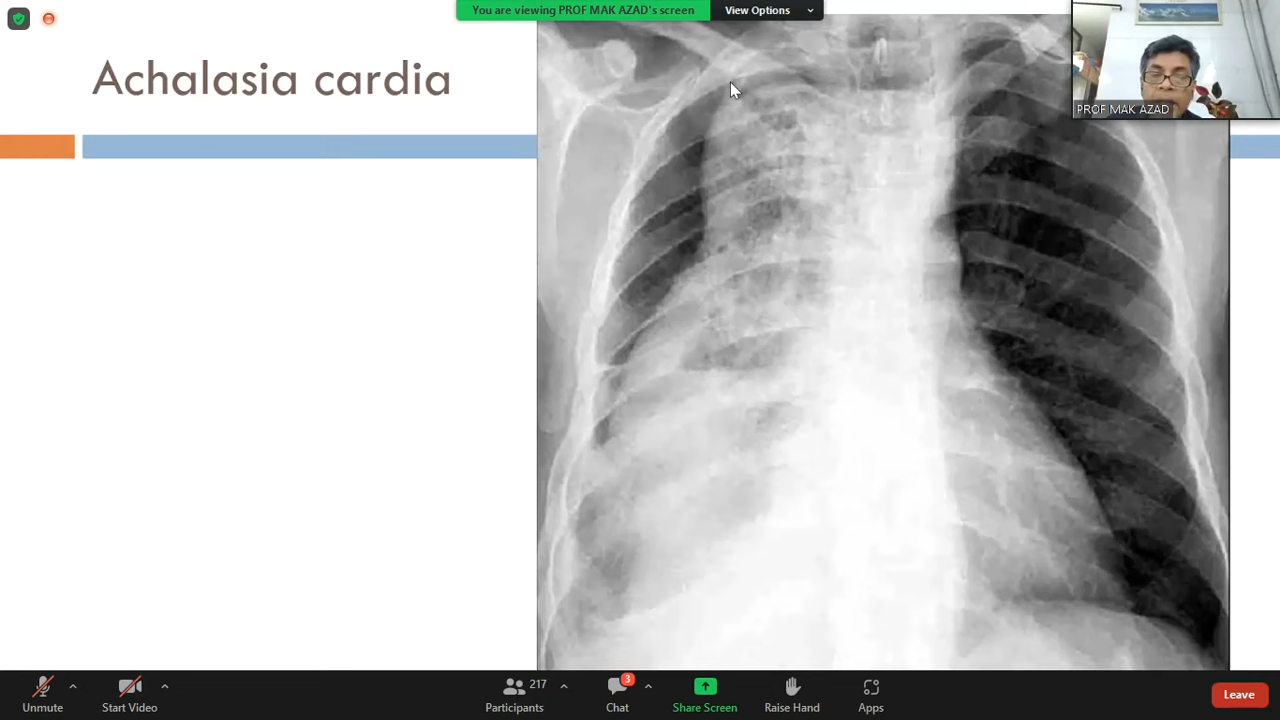 You are viewing PROF MAK AZAD's screen
View Options
Achalasia cardia
PROF MAK AZAD
Unmute
Start Video
217
Participants
3
Chat
Share Screen
Raise Hand
Apps
Leave